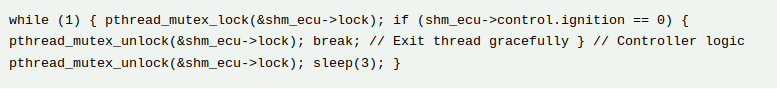 while (1) { pthread_mutex_lock(&shm_ecu->lock); if (shm_ecu->control.ignition == 0) {
pthread_mutex_unlock(&shm_ecu->lock); break; // Exit thread gracefully } // Controller logic
pthread_mutex_unlock(&shm_ecu->lock); sleep(3); }